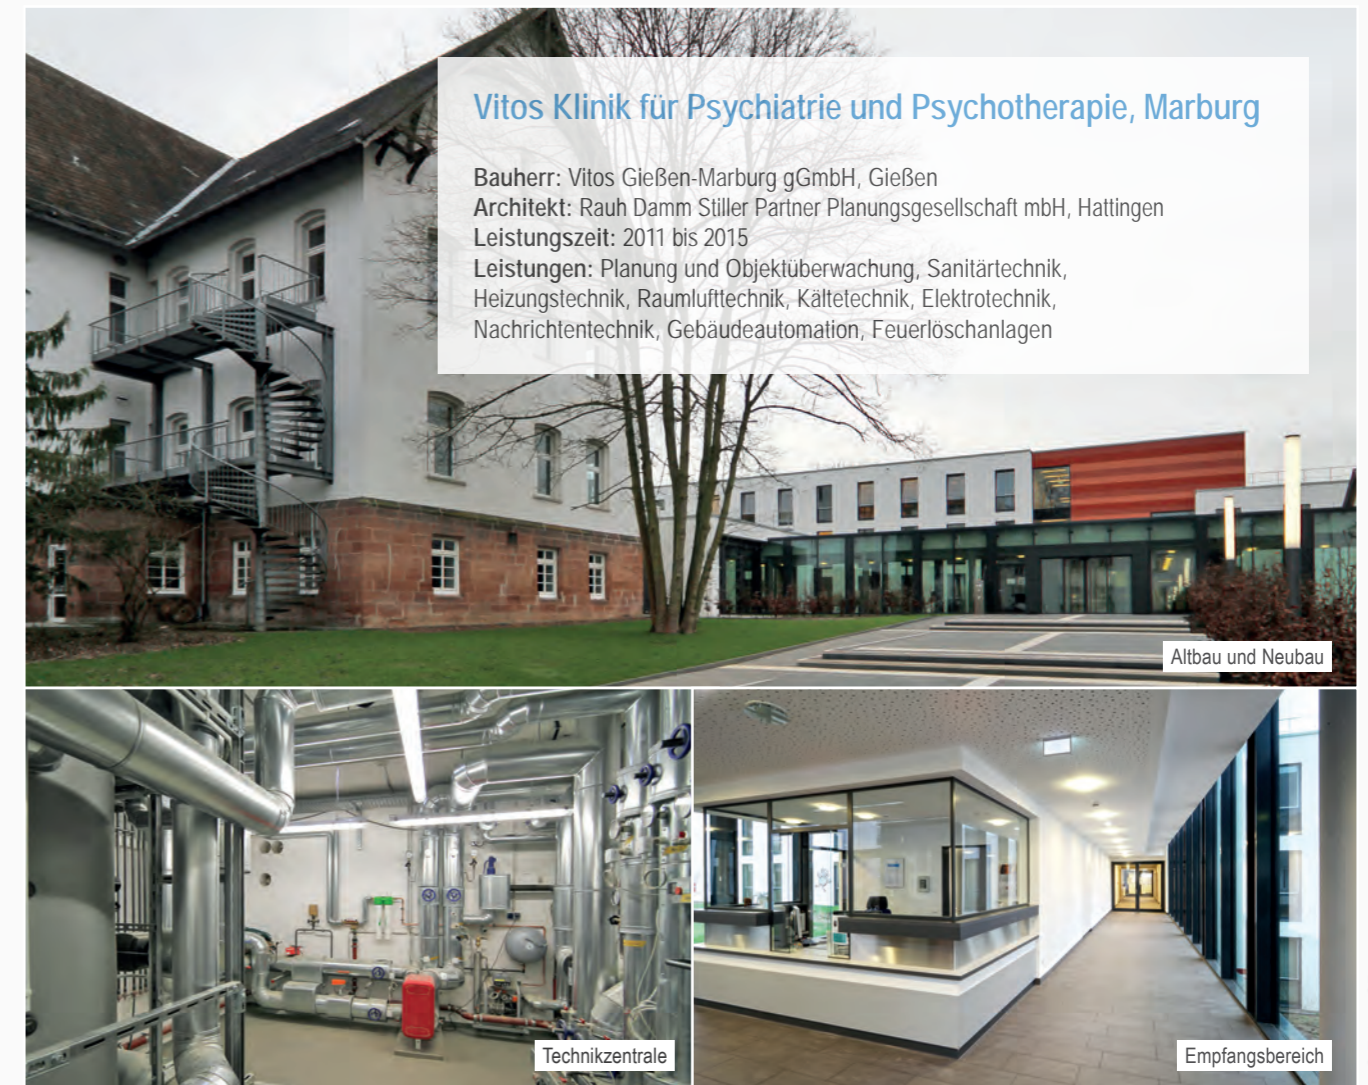 Vitos Klinik für Psychiatrie und Psychotherapie, Marburg
Bauherr: Vitos Gießen-Marburg gGmbH, Gießen
Architekt: Rauh Damm Stiller Partner Planungsgesellschaft mbH, Hattingen
Leistungszeit: 2011 bis 2015
Leistungen: Planung und Objektüberwachung, Sanitärtechnik,
Heizungstechnik, Raumlufttechnik, Kältetechnik, Elektrotechnik,
Nachrichtentechnik, Gebäudeautomation, Feuerlöschanlagen
Altbau und Neubau
Technikzentrale
Empfangsbereich